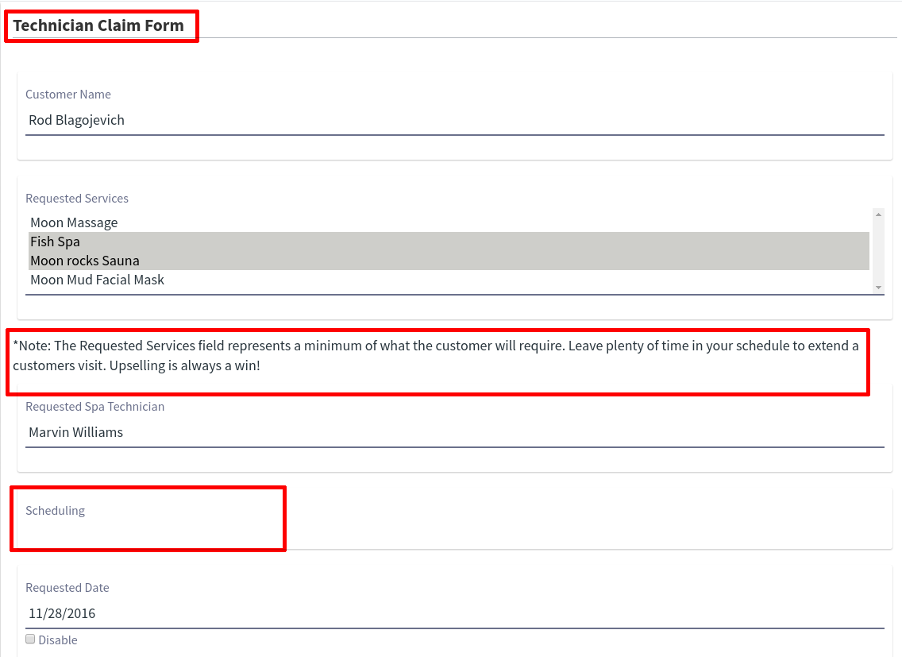 Technician Claim Form
Customer Name
Rod Blagojevich
Requested Services
Moon Massage
Fish Spa
Moon rocks Sauna
Moon Mud Facial Mask
*Note: The Requested Services field represents a minimum of what the customer will require. Leave plenty of time in your schedule to extend a
customers visit. Upselling is always a win!
Requested Spa Technician
Marvin Williams
Scheduling
Requested Date
11/28/2016
Disable